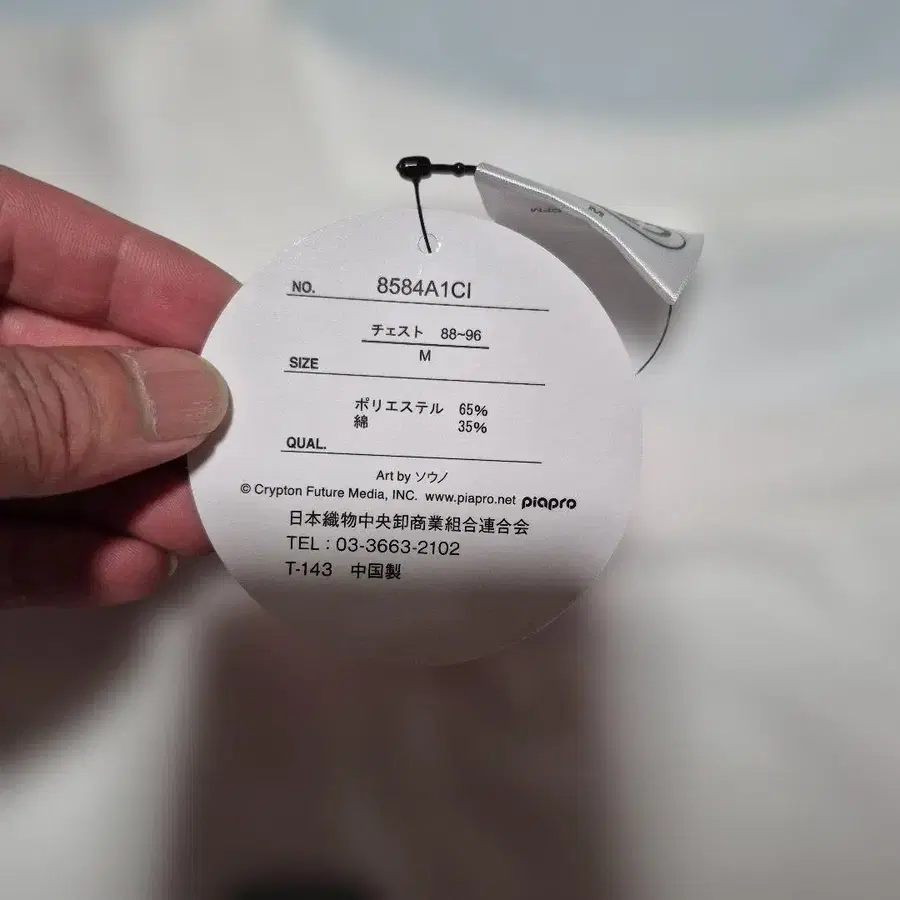 NO. 8584A1CI
チェスト 88~96
M
SIZE
ポリエステル 65%
綿 35%
QUAL.
Art by ソウノ
© Crypton Future Media, INC. www.piapro.net piapro
日本織物中央卸商業組合連合会
TEL : 03-3663-2102
T-143 中国製
M